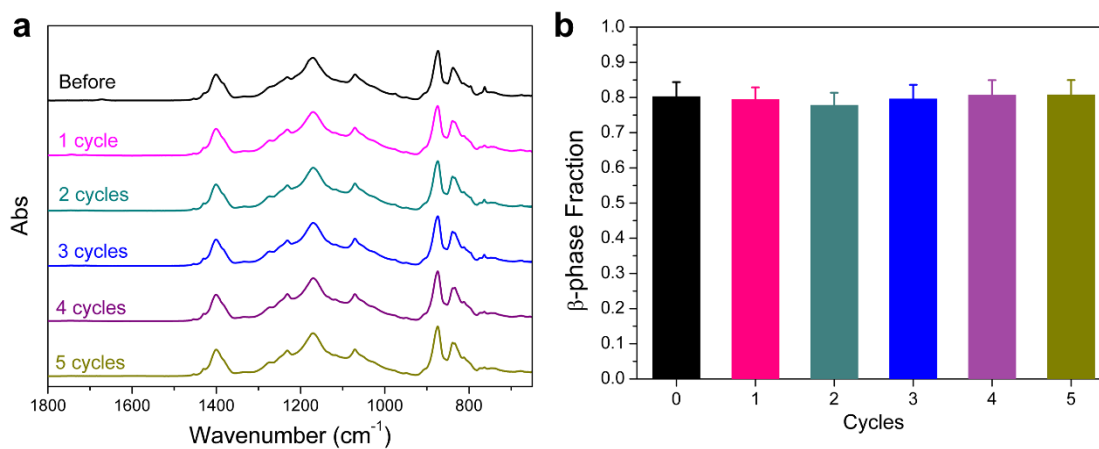 a
Before
1 cycle
2 cycles
3 cycles
4 cycles
5 cycles
Abs
1800 1600 1400 1200 1000 800
Wavenumber (cm⁻¹)
b
1.0
0.9
0.8
0.7
0.6
0.5
0.4
0.3
0.2
0.1
0.0
β-phase Fraction
0 1 2 3 4 5
Cycles